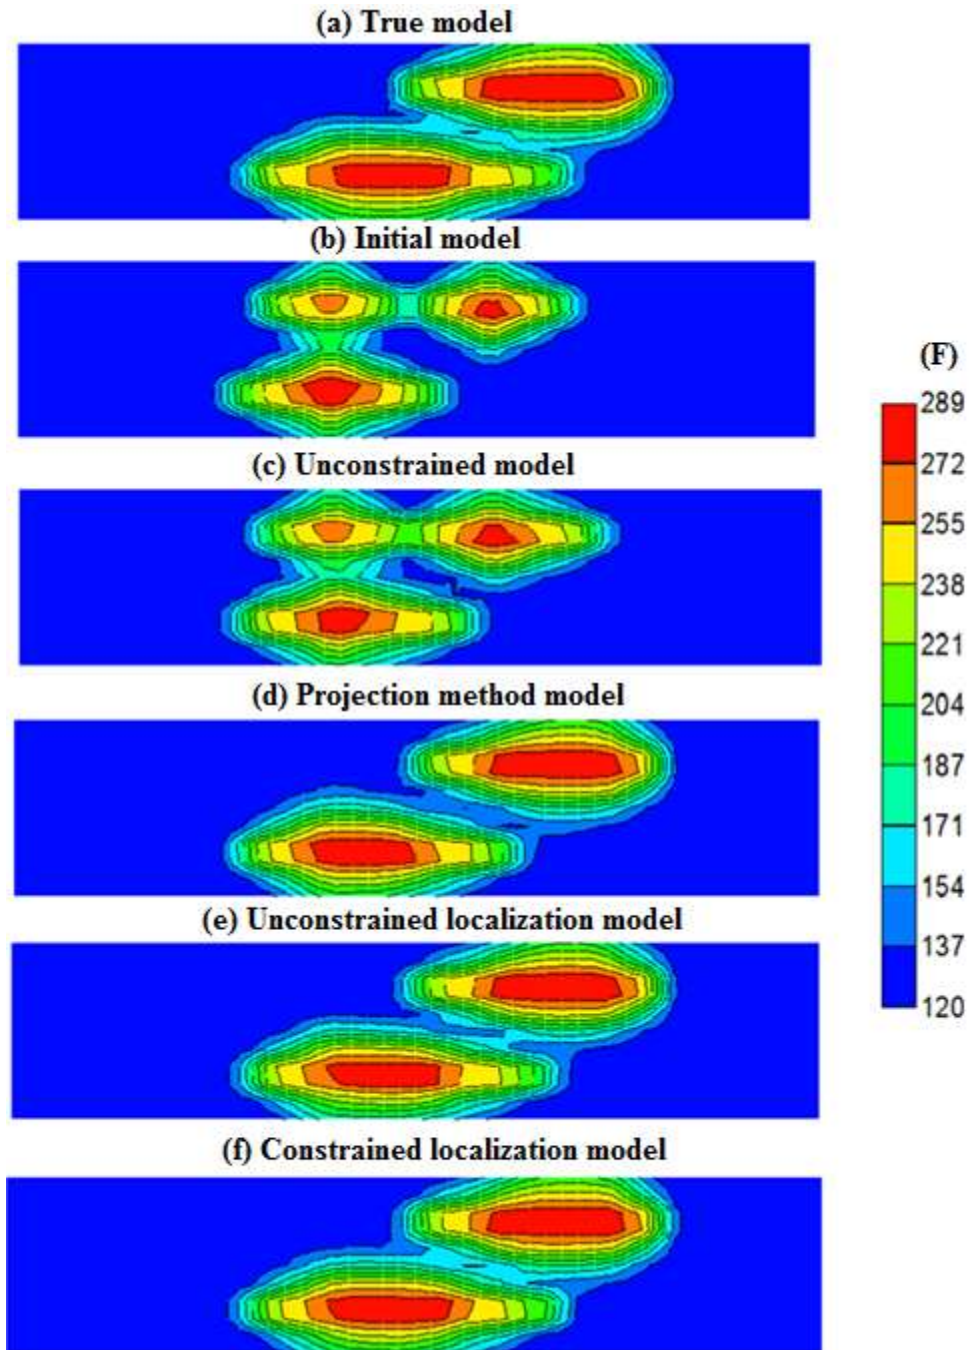 (a) True model
(b) Initial model
(c) Unconstrained model
(d) Projection method model
(e) Unconstrained localization model
(f) Constrained localization model
(F)
289
272
255
238
221
204
187
171
154
137
120